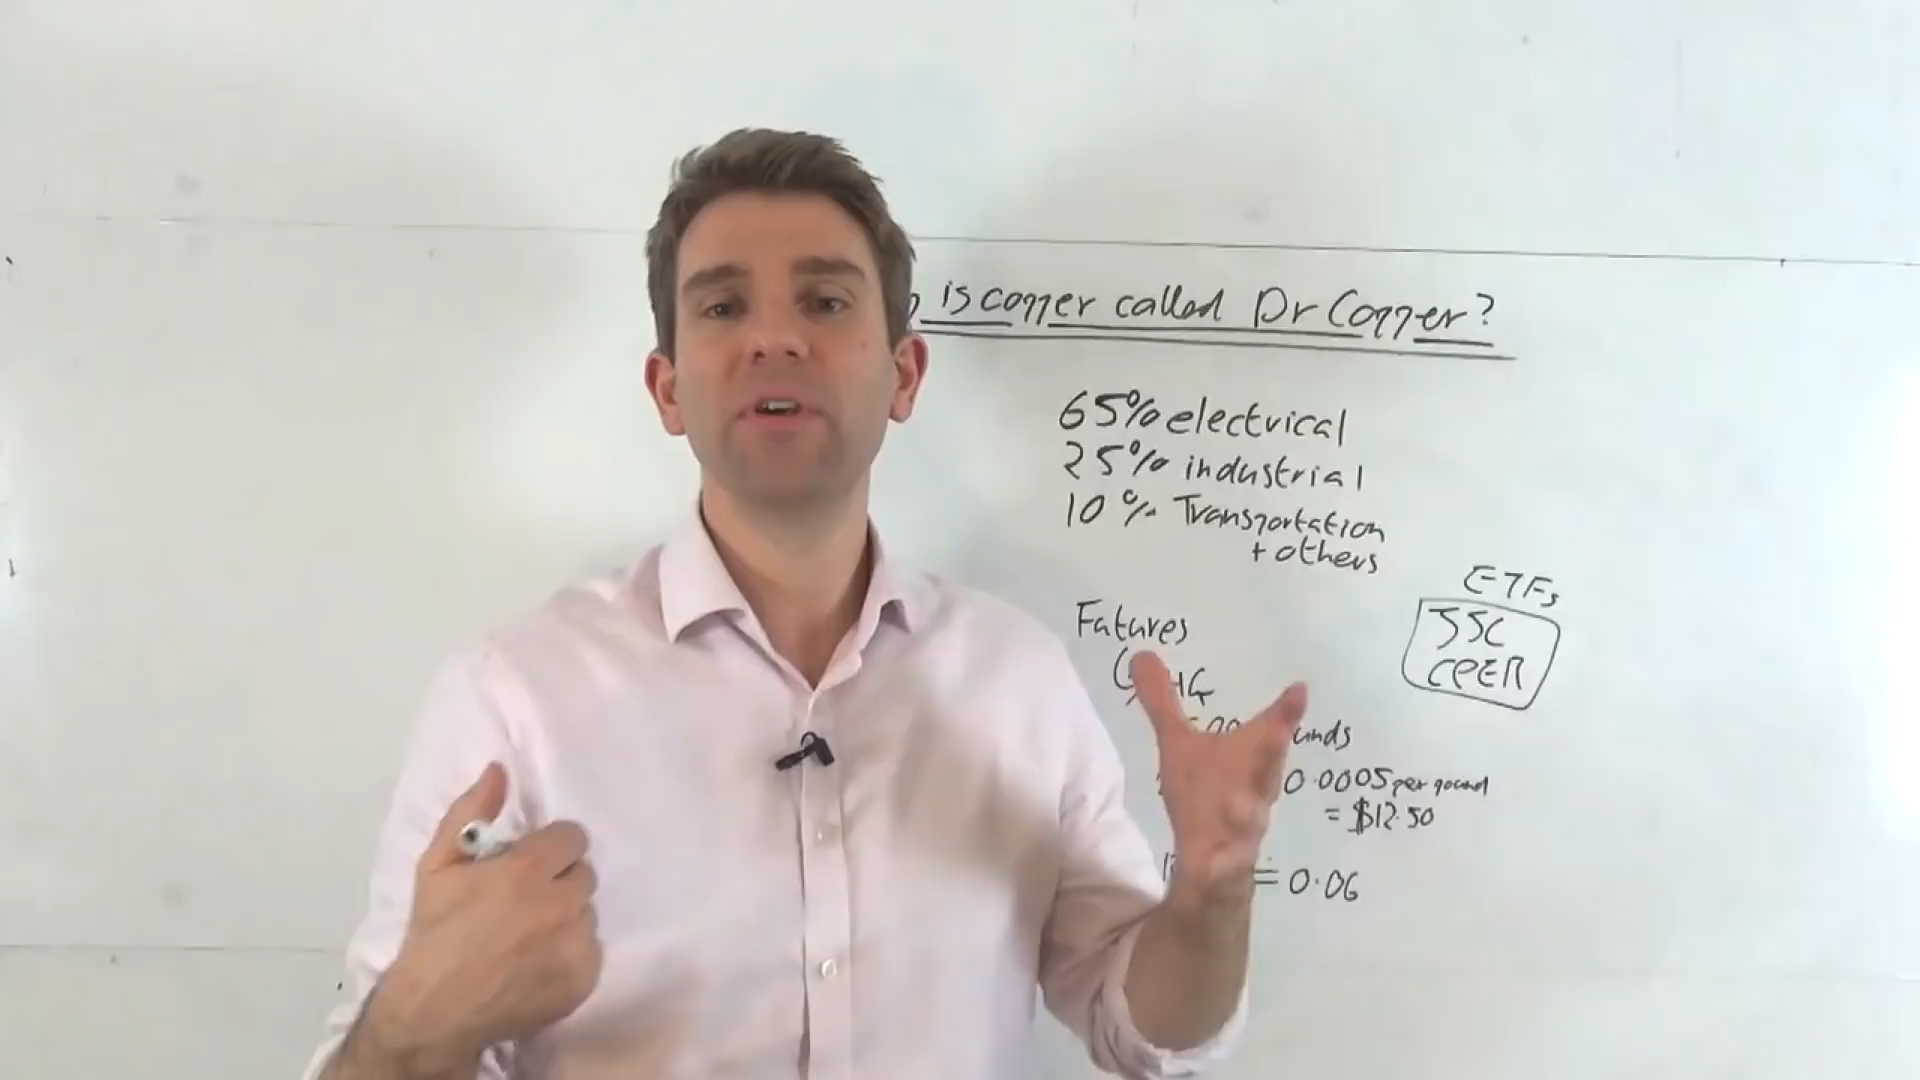 is copper called Dr Copper?
65% electrical
25% industrial
10% Transportation
+ others
ETFs
JJC
CPER
Futures
HG
0.0005 per pound
= $12.50
= 0.06